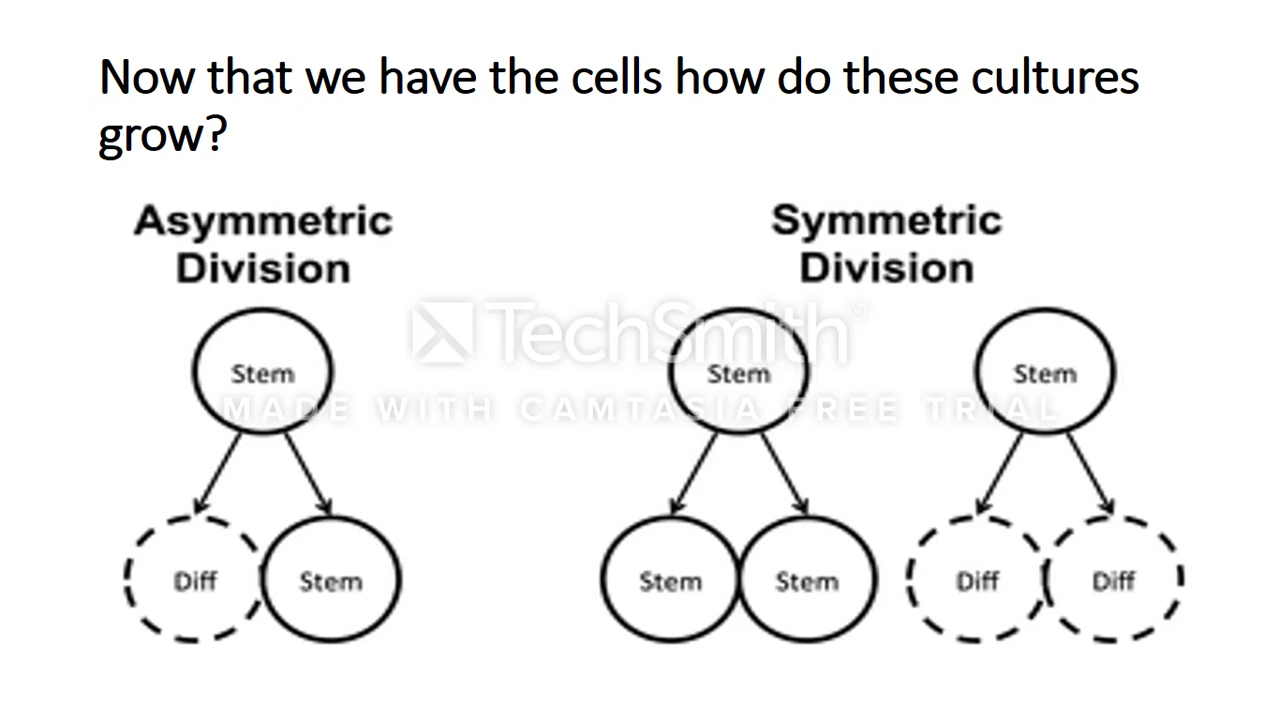 Now that we have the cells how do these cultures
grow?
Asymmetric
Division
Symmetric
Division
TechSmith®
MADE WITH CAMTASIA FREE TRIAL
Stem
Stem
Stem
Diff
Stem
Stem
Stem
Diff
Diff